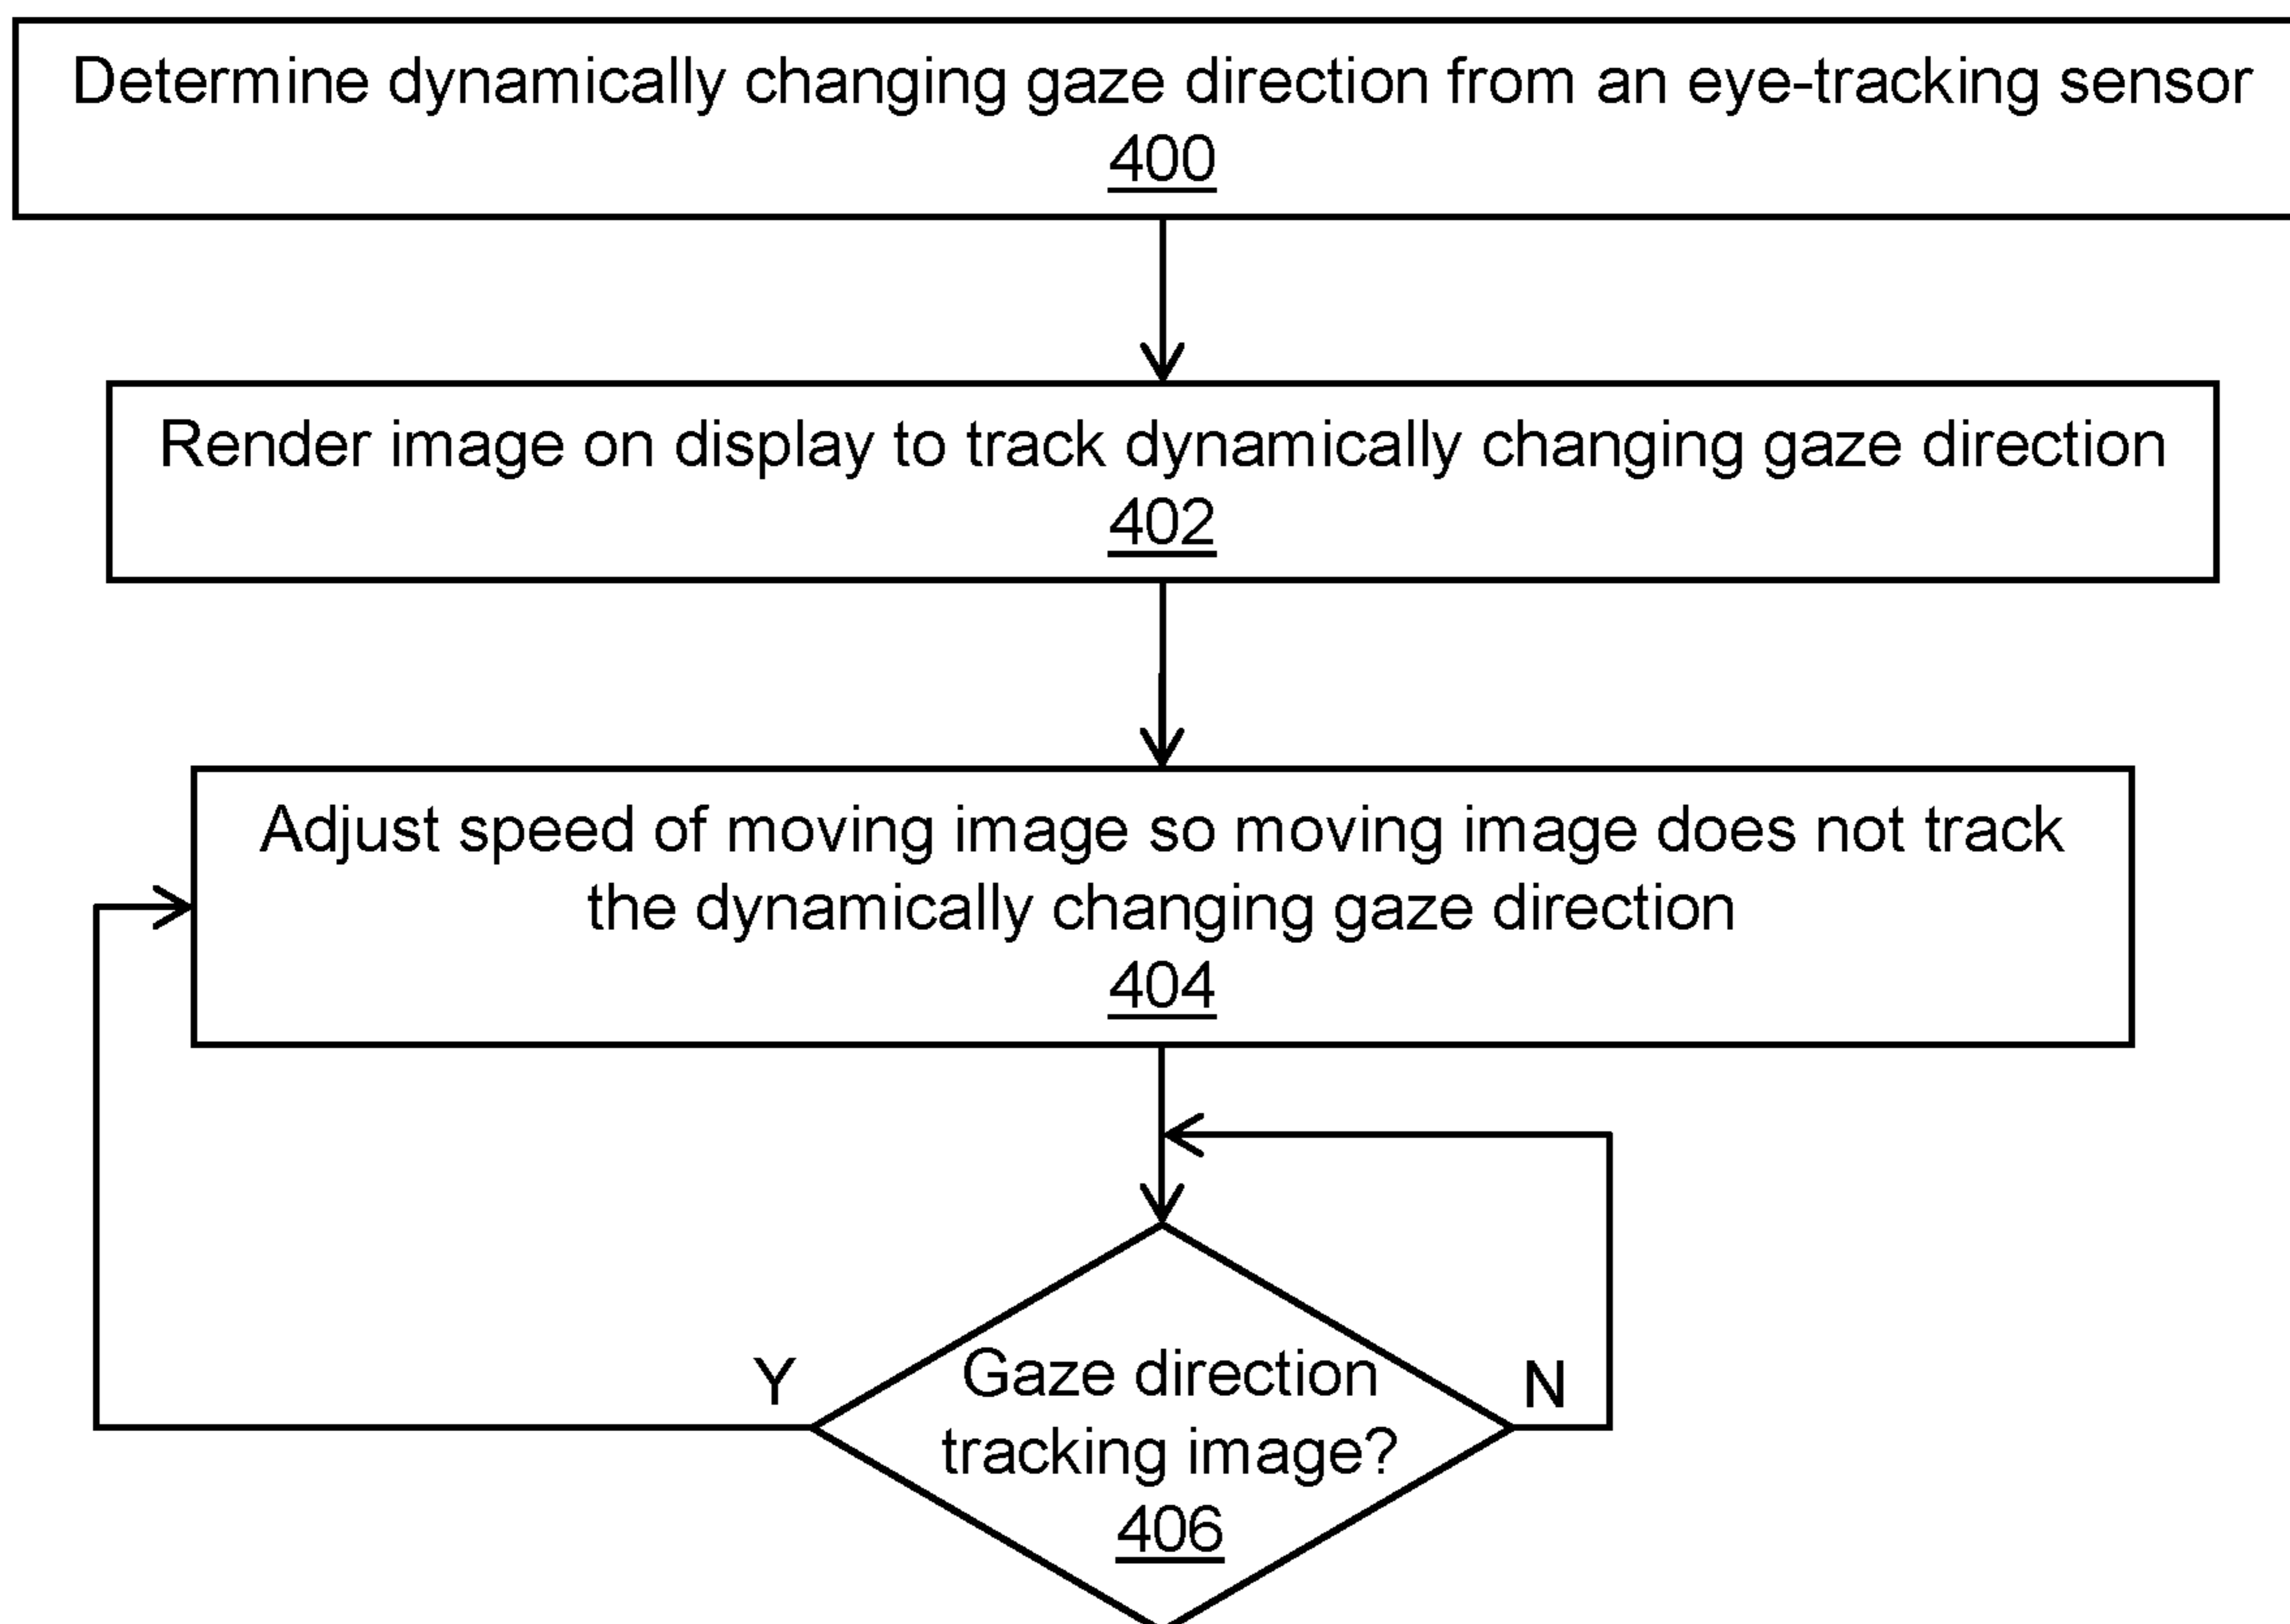 Determine dynamically changing gaze direction from an eye-tracking sensor
400
Render image on display to track dynamically changing gaze direction
402
Adjust speed of moving image so moving image does not track
the dynamically changing gaze direction
404
Y
N
Gaze direction
tracking image?
406